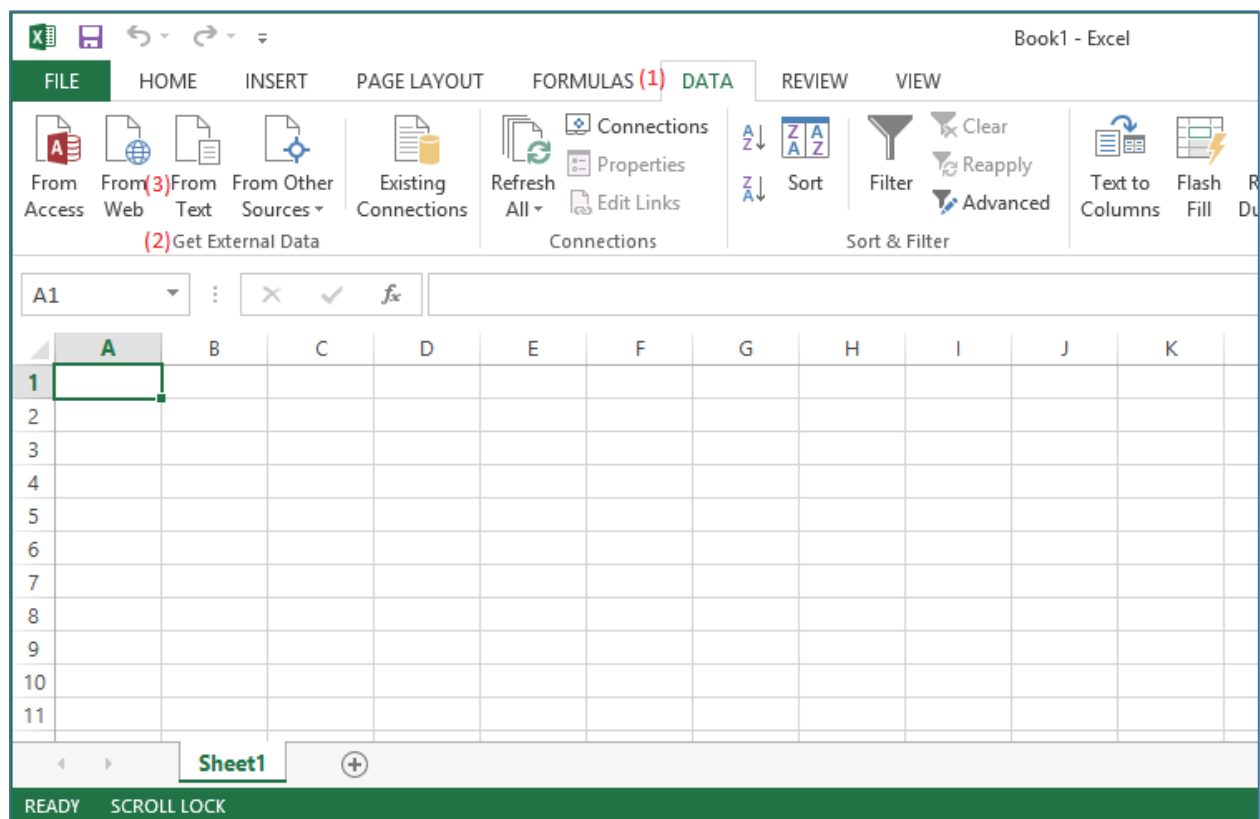 Book1 - Excel
FILE HOME INSERT PAGE LAYOUT FORMULAS (1) DATA REVIEW VIEW
From Access
From Web
(3) From Text
From Other Sources
Existing Connections
(2) Get External Data
Refresh All
Connections
Properties
Edit Links
Connections
A Z
Z A
Z A A Z
Sort
Filter
Clear
Reapply
Advanced
Sort & Filter
Text to Columns
Flash Fill
R
Du
A1
fx
A B C D E F G H I J K
1
2
3
4
5
6
7
8
9
10
11
Sheet1
READY SCROLL LOCK